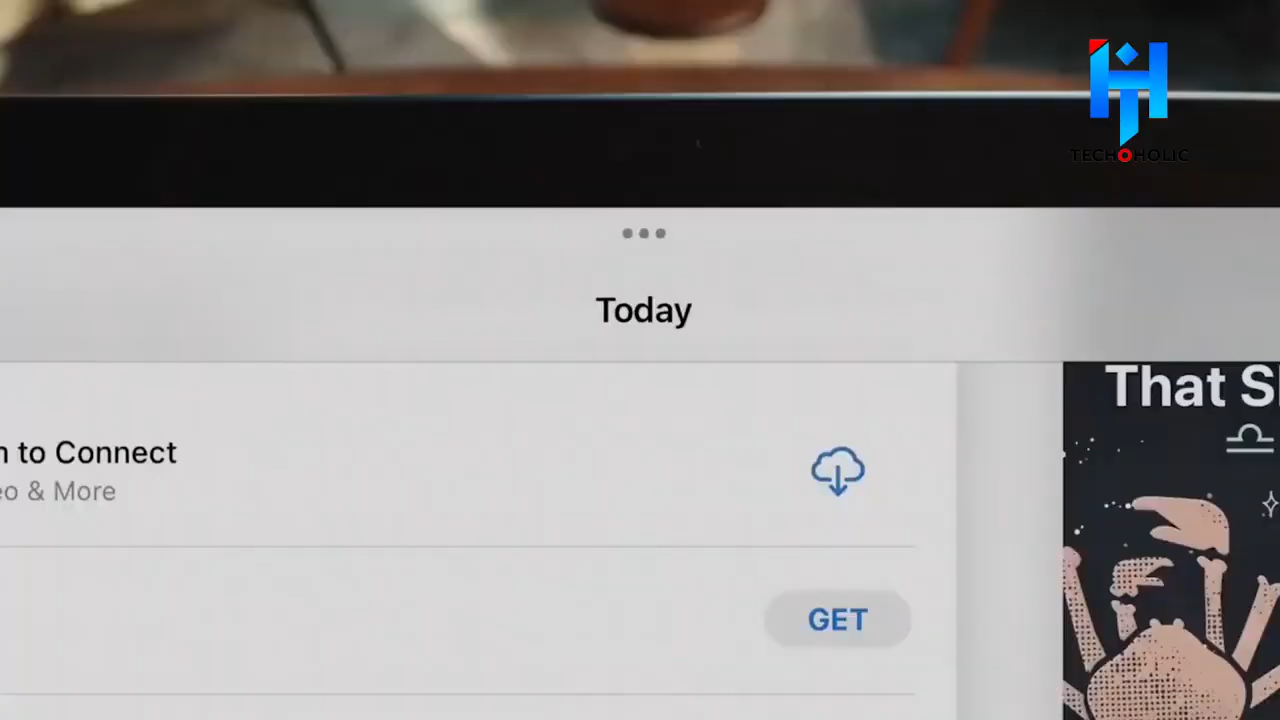 TECHOHOLIC
Today
That S
n to Connect
eo & More
GET